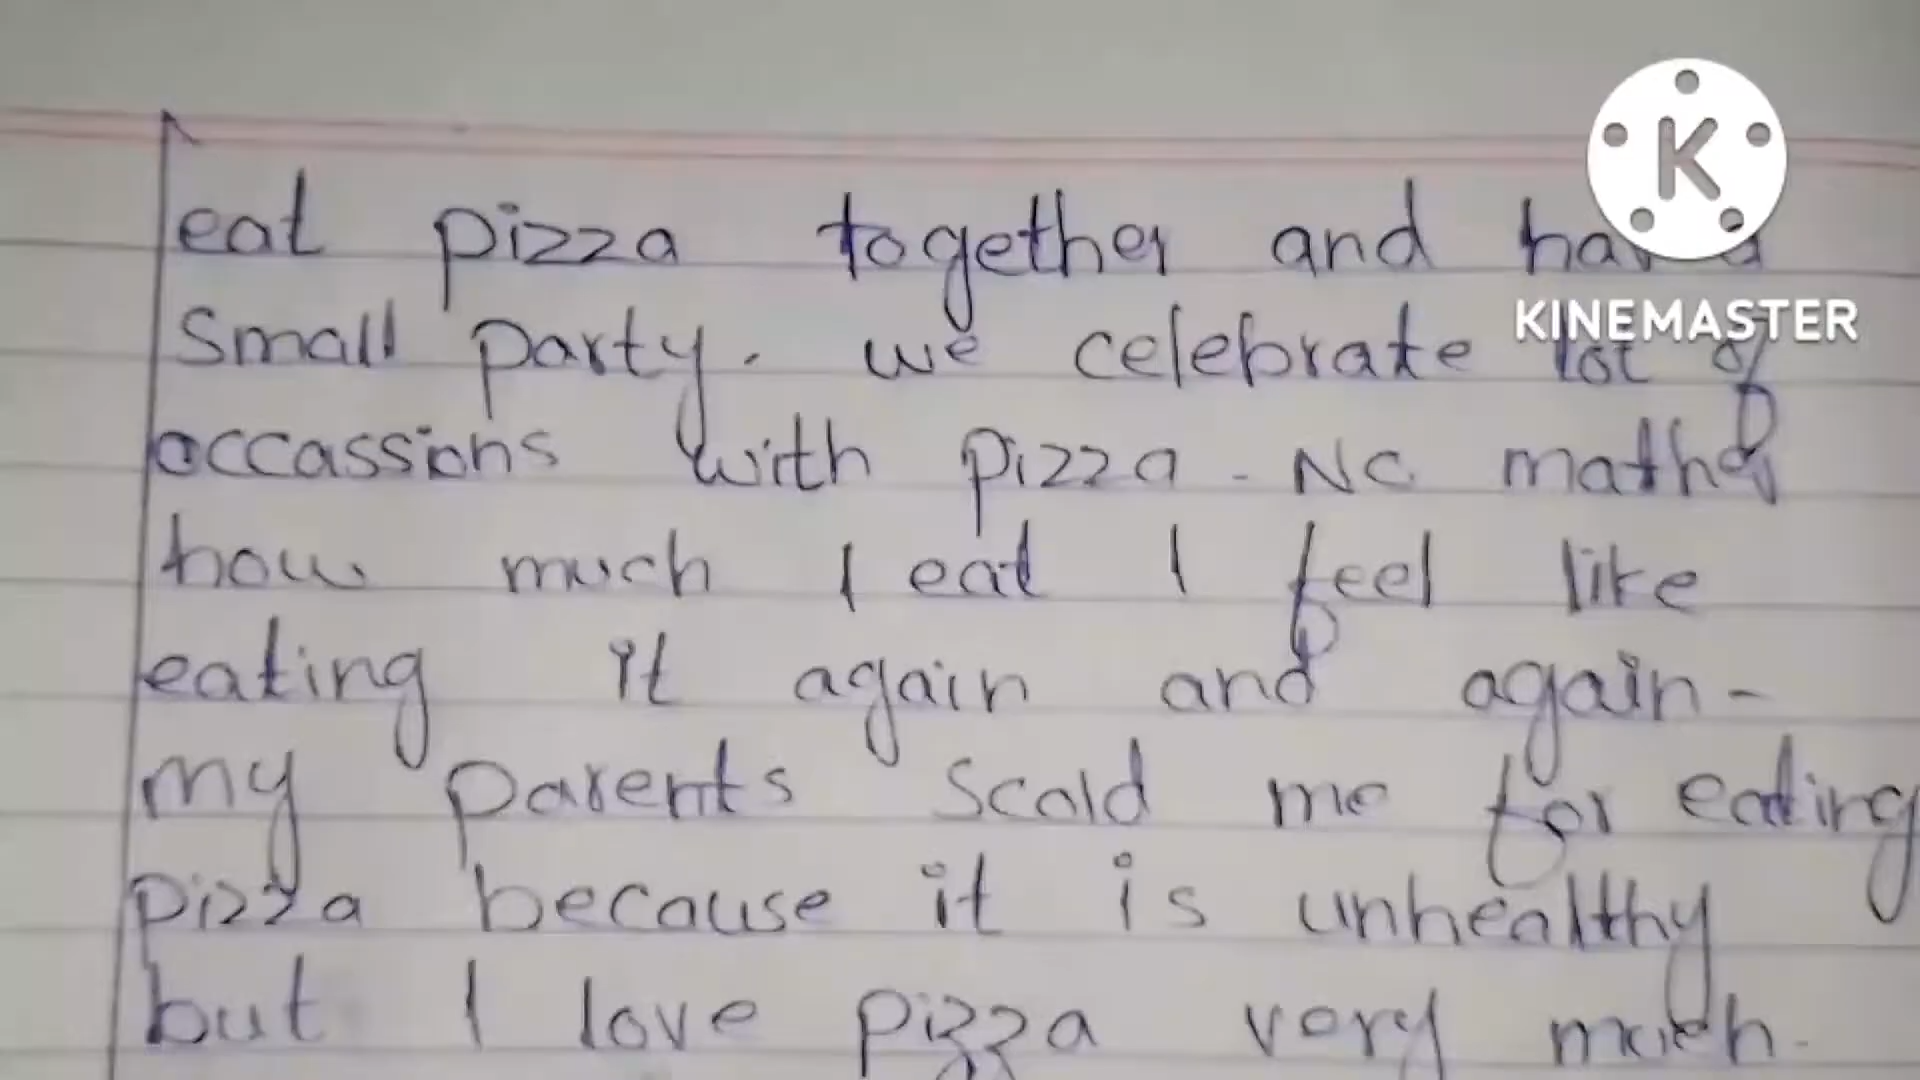 eat pizza together and
small party. we celebrate lot of
occassions with pizza - No
how much I eat I feel like
eating it again and again-
my parents scold me for eating
pizza because it is unhealthy
but I love pizza very much.
KINEMASTER